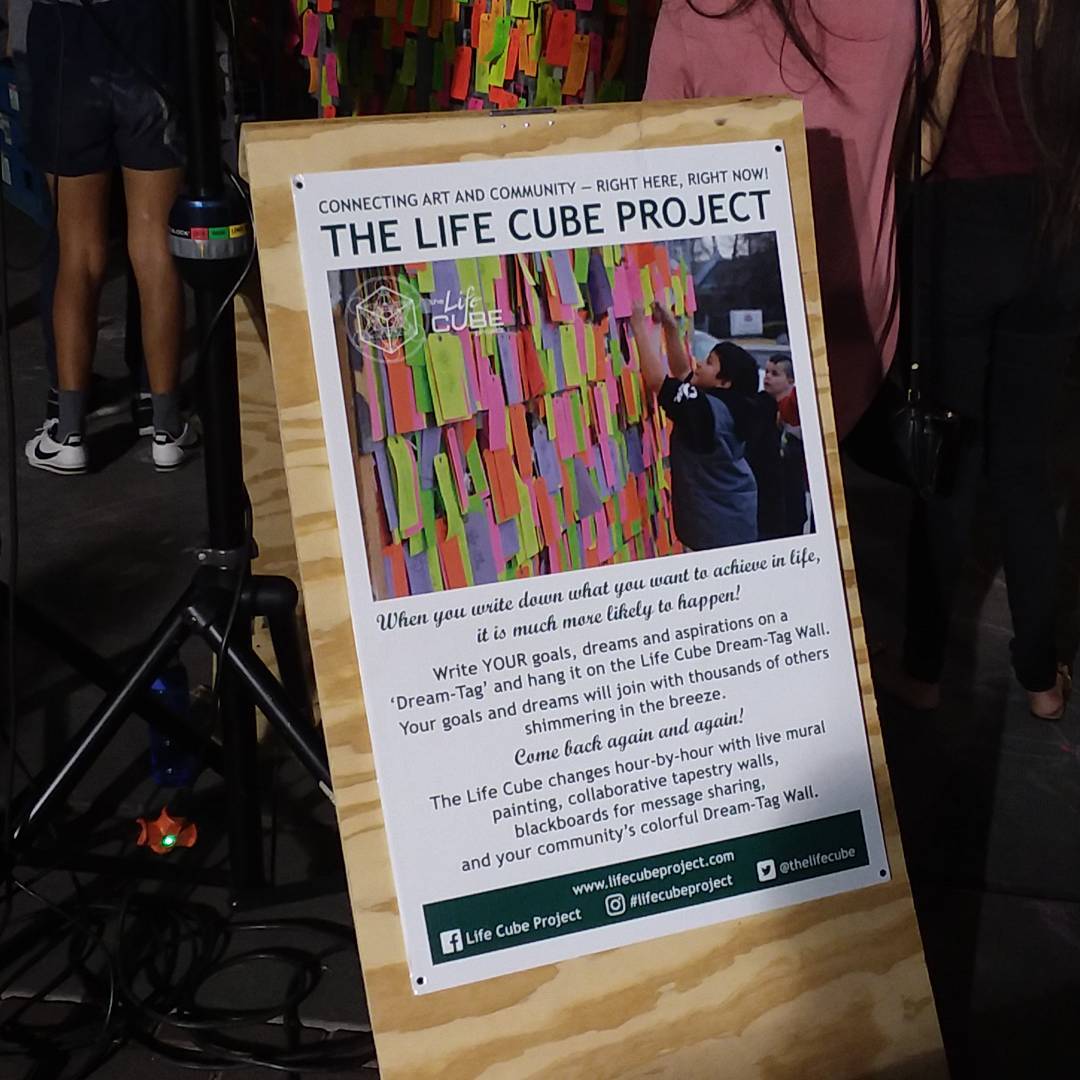 CONNECTING ART AND COMMUNITY – RIGHT HERE, RIGHT NOW!
THE LIFE CUBE PROJECT
the Life
CUBE
When you write down what you want to achieve in life,
it is much more likely to happen!
Write YOUR goals, dreams and aspirations on a
‘Dream-Tag’ and hang it on the Life Cube Dream-Tag Wall.
Your goals and dreams will join with thousands of others
shimmering in the breeze.
Come back again and again!
The Life Cube changes hour-by-hour with live mural
painting, collaborative tapestry walls,
blackboards for message sharing,
and your community’s colorful Dream-Tag Wall.
www.lifecubeproject.com
Life Cube Project #lifecubeproject @thelifecube